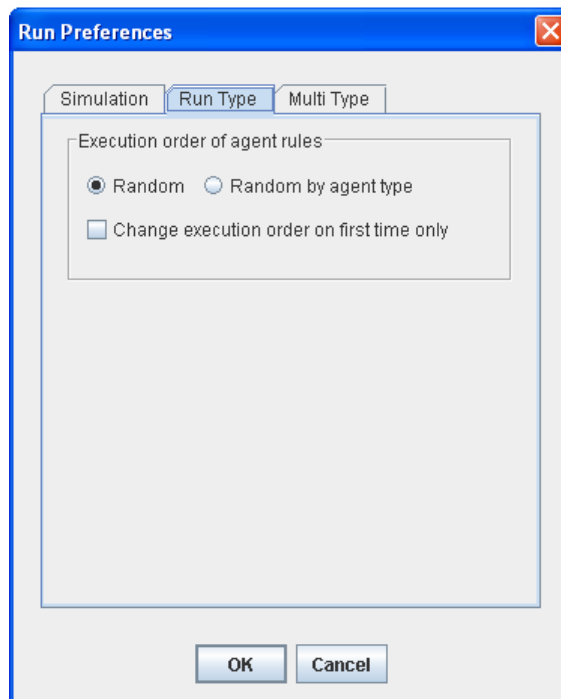 Run Preferences
Simulation Run Type Multi Type
Execution order of agent rules
Random Random by agent type
Change execution order on first time only
OK Cancel